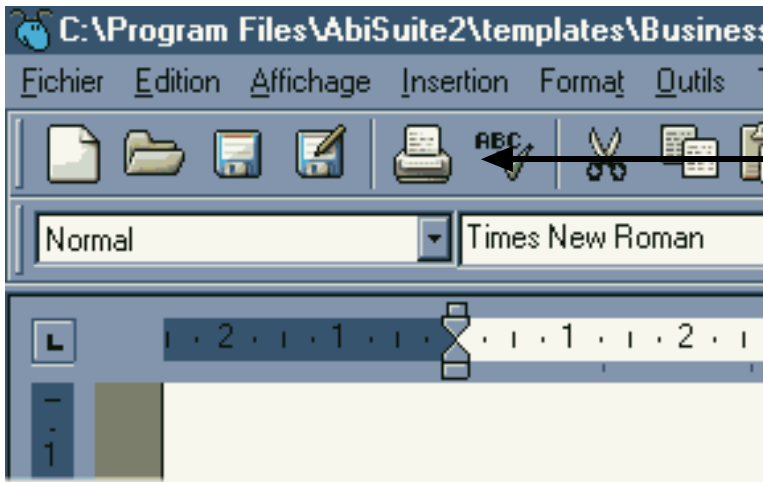 C:\Program Files\AbiSuite2\templates\Business
Fichier Edition Affichage Insertion Format Outils
ABC
Normal Times New Roman
L 2 1 1 2
1